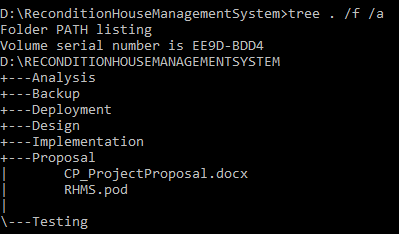 D:\ReconditionHouseManagementSystem>tree . /f /a
Folder PATH listing
Volume serial number is EE9D-BDD4
D:\RECONDITIONHOUSEMANAGEMENTSYSTEM
+---Analysis
+---Backup
+---Deployment
+---Design
+---Implementation
+---Proposal
|       CP_ProjectProposal.docx
|       RHMS.pod
|
\---Testing